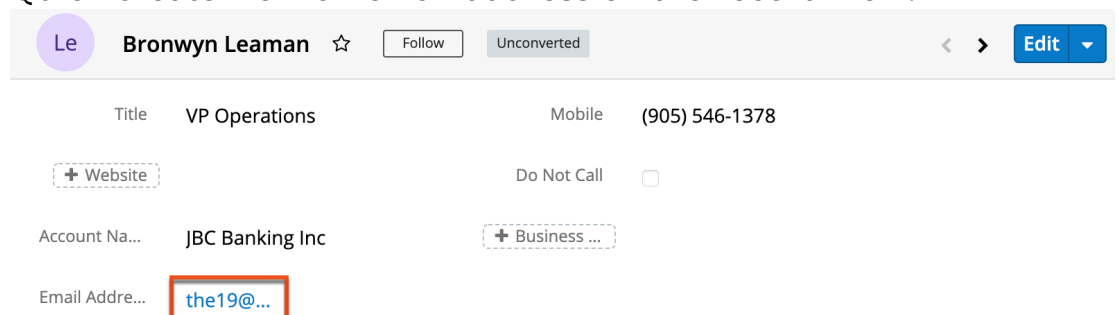 Le Bronwyn Leaman Follow Unconverted Edit
Title VP Operations Mobile (905) 546-1378
+ Website Do Not Call
Account Na... JBC Banking Inc + Business ...
Email Addre... the19@...